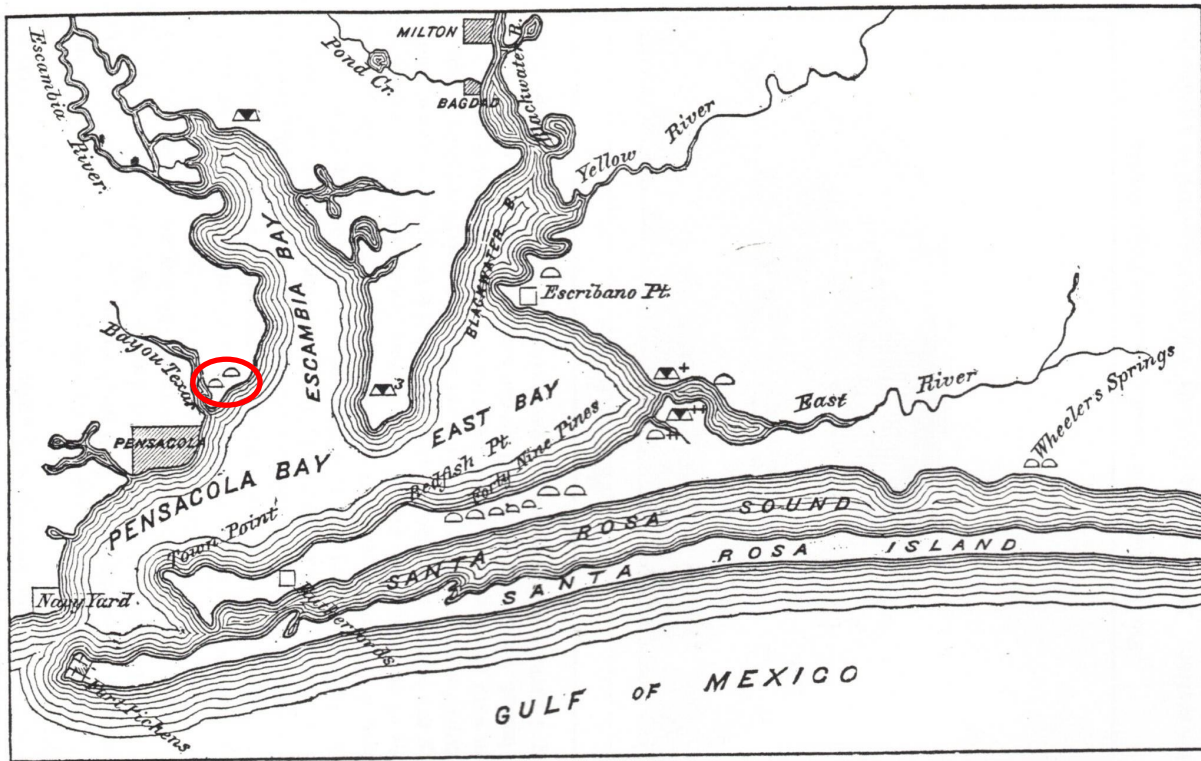 MILTON
Blackwater R.
Pond Cr.
BAGDAD
Escambia River.
Yellow River
ESCAMBIA BAY
BLACKWATER B.
Escribano Pt.
Bayou Texar
3
+
East River
Wheelers Springs
EAST BAY
PENSACOLA
Redfish Pt.
Forty Nine Pines
PENSACOLA BAY
Town Point
SANTA ROSA SOUND
SANTA ROSA ISLAND
Navy Yard
Rutherfords
Fort Pickens
GULF OF MEXICO